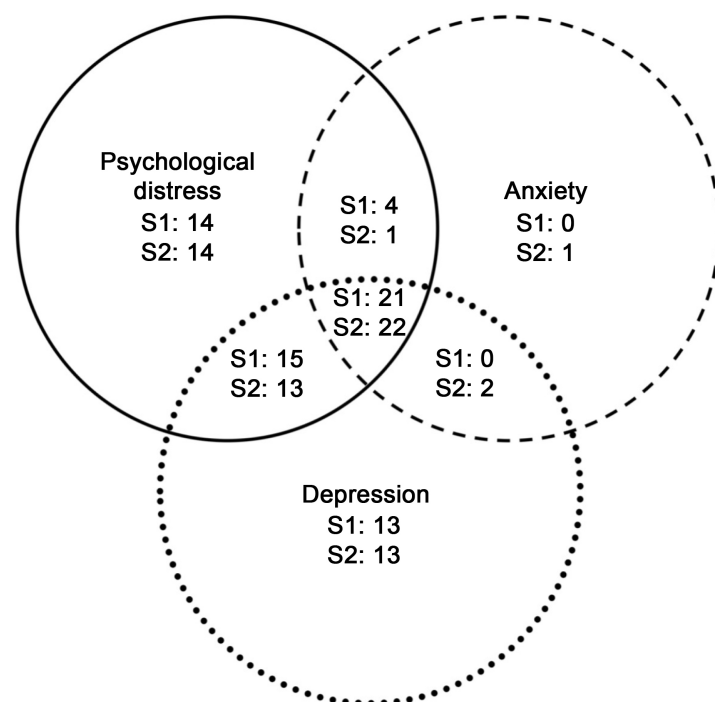 Psychological
distress
S1: 14
S2: 14
S1: 4
S2: 1
Anxiety
S1: 0
S2: 1
S1: 21
S2: 22
S1: 15
S2: 13
S1: 0
S2: 2
Depression
S1: 13
S2: 13